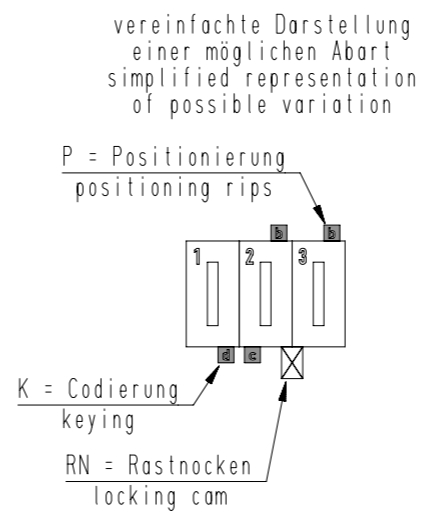 vereinfachte Darstellung
einer möglichen Abart
simplified representation
of possible variation
P = Positionierung
positioning rips
1 2 3
d c
K = Codierung
keying
RN = Rastnocken
locking cam